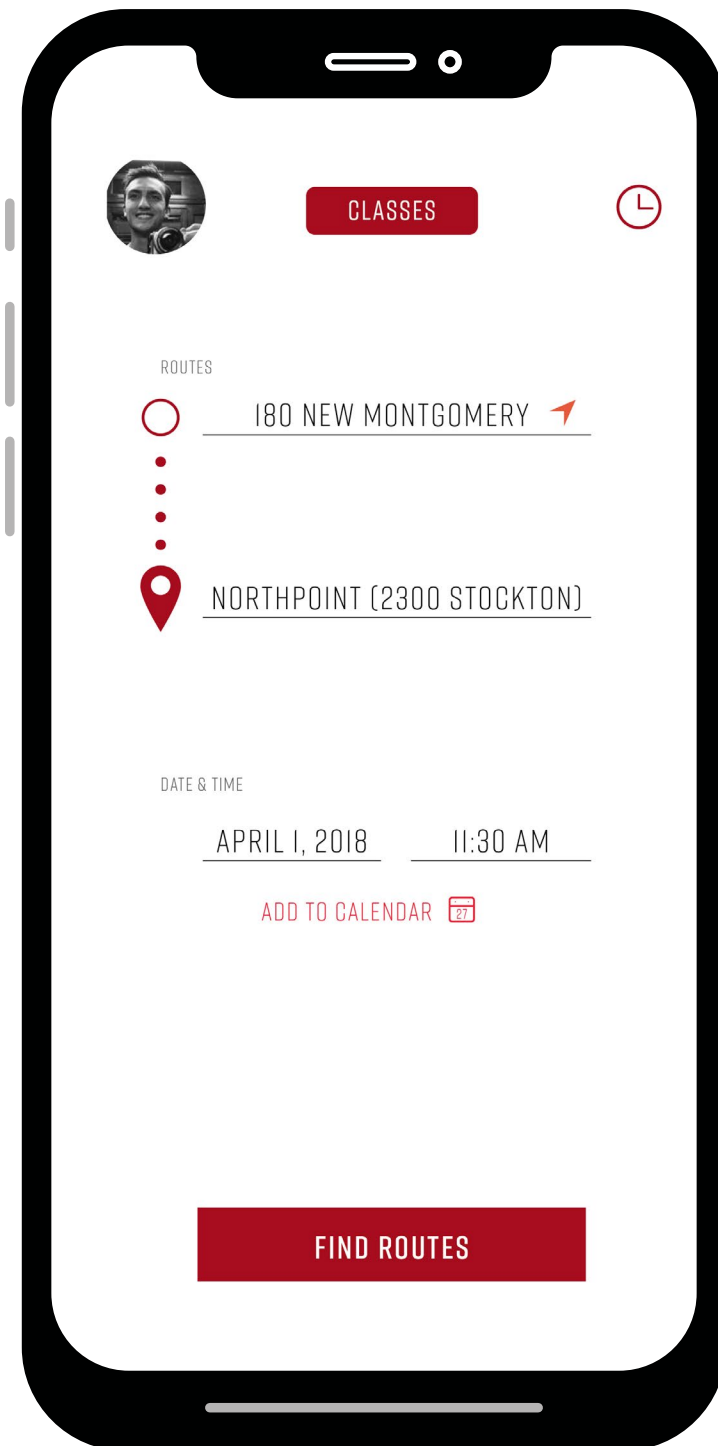 CLASSES
ROUTES
180 NEW MONTGOMERY
NORTHPOINT (2300 STOCKTON)
DATE & TIME
APRIL 1, 2018 11:30 AM
ADD TO CALENDAR 27
FIND ROUTES